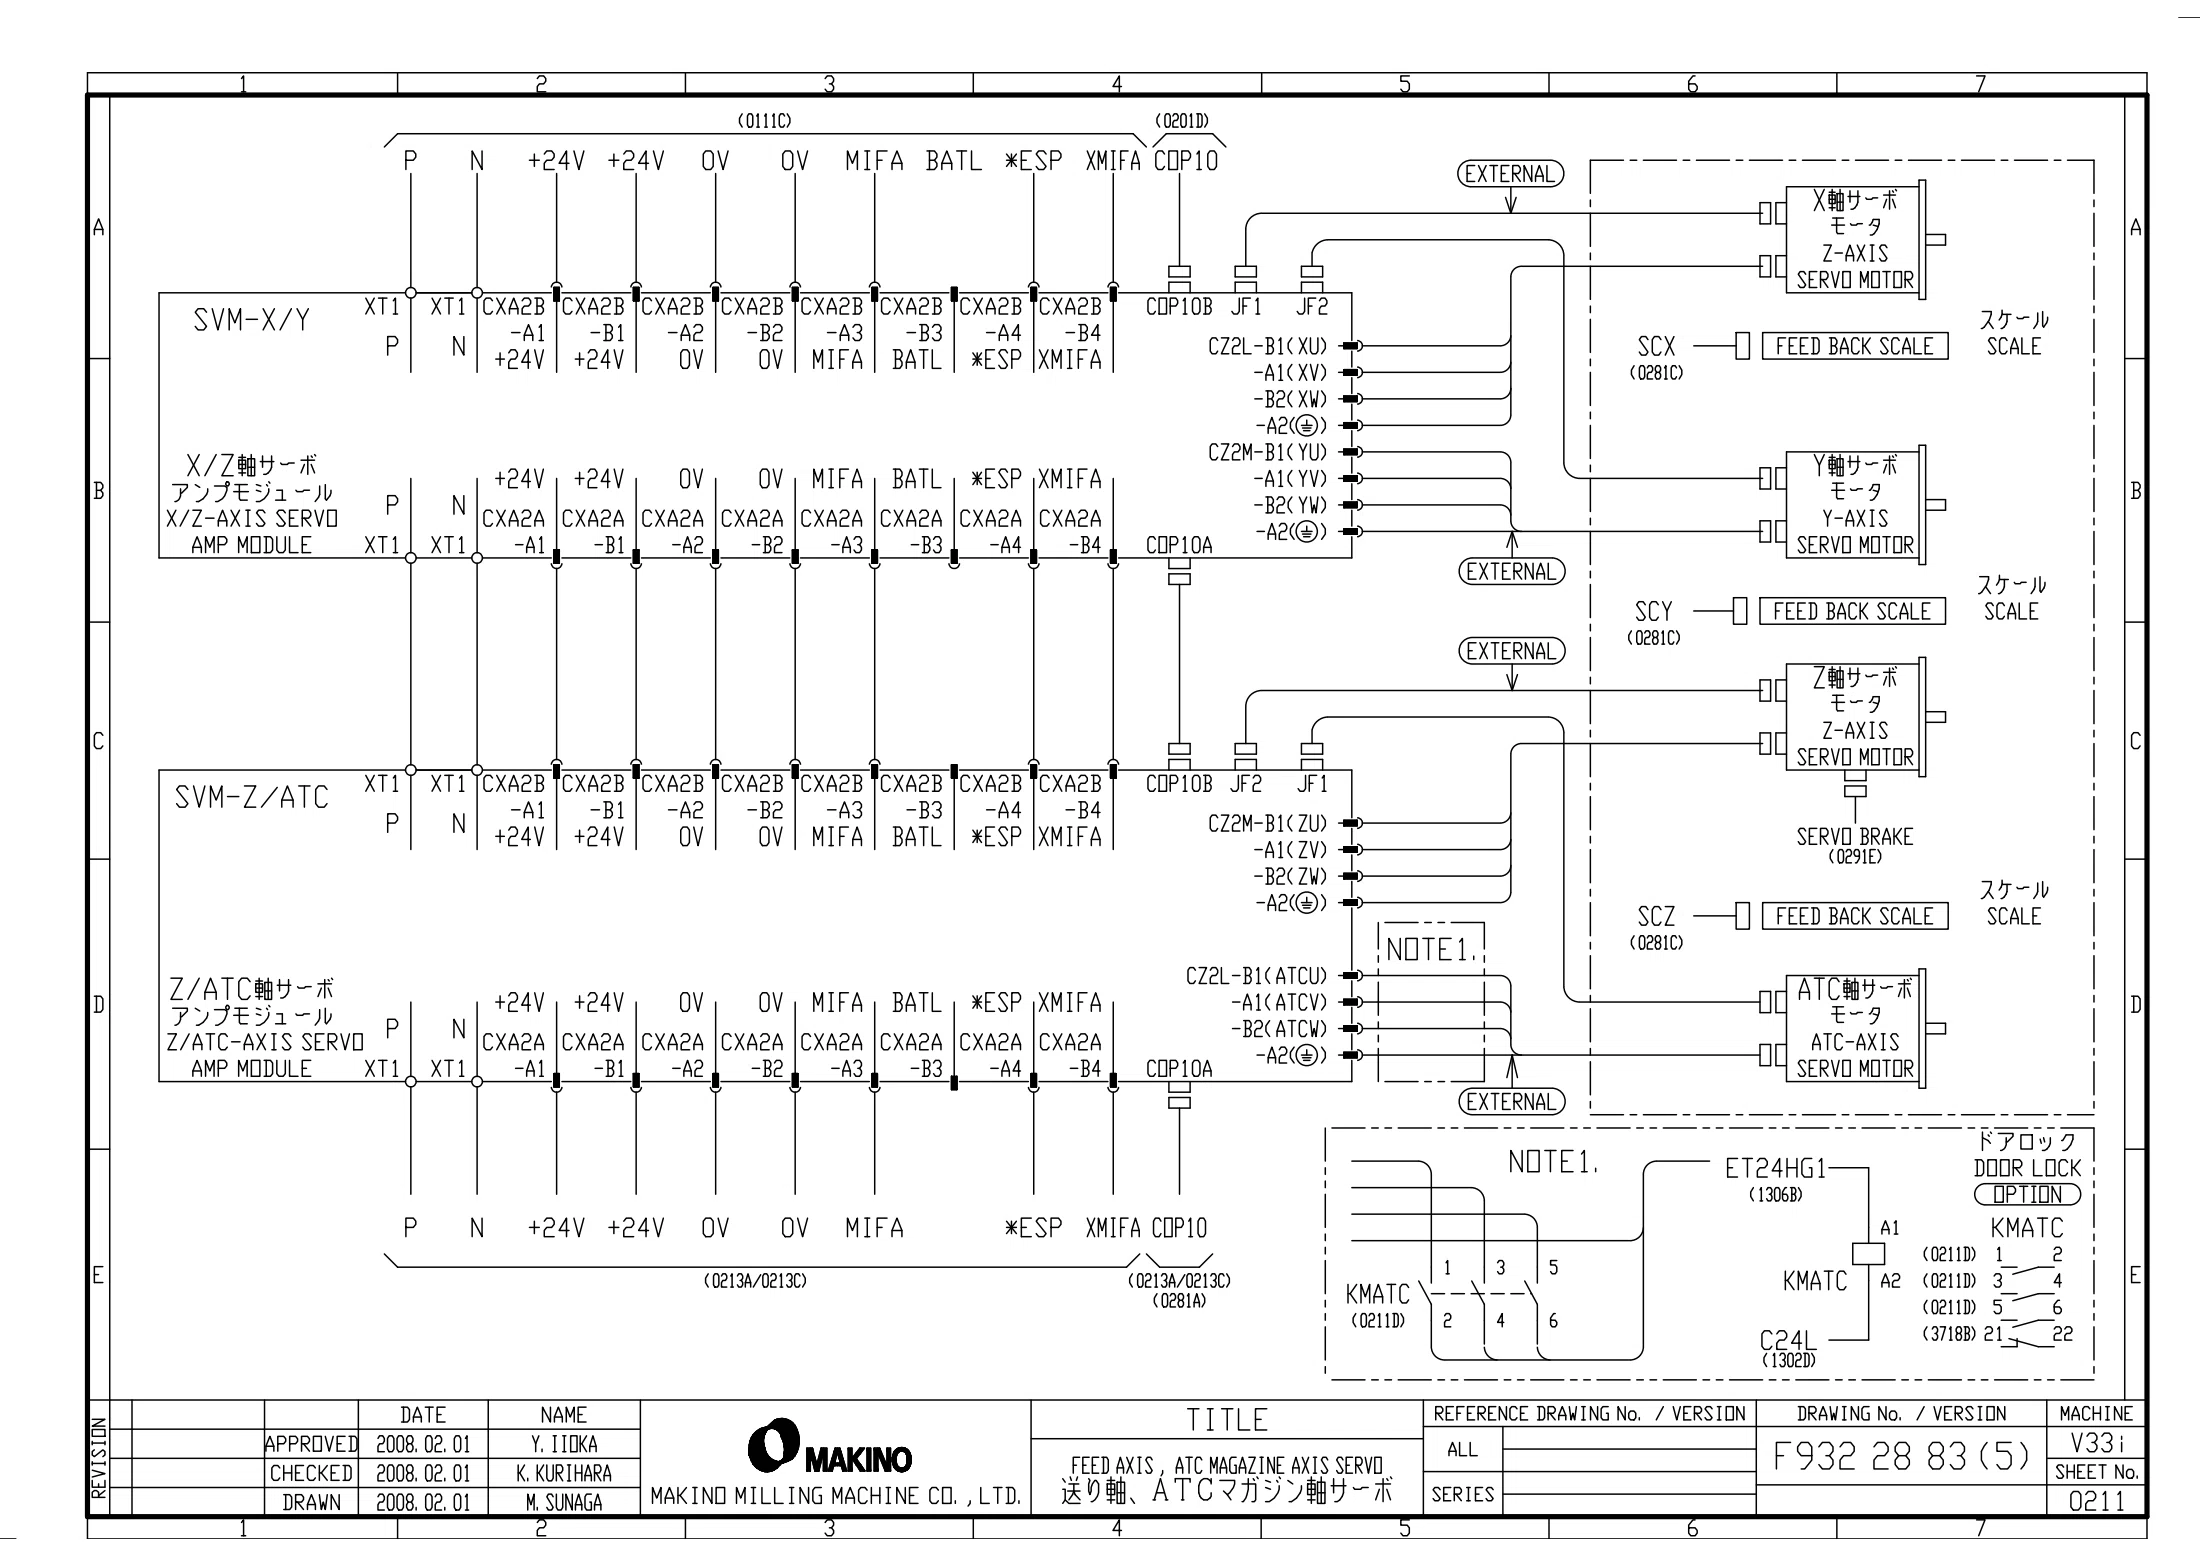 1 2 3 4 5 6 7
(0111C) (0201D)
P N +24V +24V 0V 0V MIFA BATL *ESP XMIFA COP10
EXTERNAL
A A
X軸サーボ
モータ
Z-AXIS
SERVO MOTOR
SVM-X/Y
XT1 XT1 CXA2B CXA2B CXA2B CXA2B CXA2B CXA2B CXA2B CXA2B COP10B JF1 JF2
-A1 -B1 -A2 -B2 -A3 -B3 -A4 -B4
P N +24V +24V 0V 0V MIFA BATL *ESP XMIFA
CZ2L-B1(XU)
-A1(XV)
-B2(XW)
-A2( )
CZ2M-B1(YU)
-A1(YV)
-B2(YW)
-A2( )
SCX
(0281C)
FEED BACK SCALE
スケール
SCALE
B B
X/Z軸サーボ
アンプモジュール
X/Z-AXIS SERVO
AMP MODULE
P N +24V +24V 0V 0V MIFA BATL *ESP XMIFA
CXA2A CXA2A CXA2A CXA2A CXA2A CXA2A CXA2A CXA2A
XT1 XT1 -A1 -B1 -A2 -B2 -A3 -B3 -A4 -B4 COP10A
EXTERNAL
Y軸サーボ
モータ
Y-AXIS
SERVO MOTOR
SCY
(0281C)
FEED BACK SCALE
スケール
SCALE
EXTERNAL
C C
Z軸サーボ
モータ
Z-AXIS
SERVO MOTOR
SERVO BRAKE
(0291E)
SVM-Z/ATC
XT1 XT1 CXA2B CXA2B CXA2B CXA2B CXA2B CXA2B CXA2B CXA2B COP10B JF2 JF1
-A1 -B1 -A2 -B2 -A3 -B3 -A4 -B4
P N +24V +24V 0V 0V MIFA BATL *ESP XMIFA
CZ2M-B1(ZU)
-A1(ZV)
-B2(ZW)
-A2( )
NOTE1.
CZ2L-B1(ATCU)
-A1(ATCV)
-B2(ATCW)
-A2( )
SCZ
(0281C)
FEED BACK SCALE
スケール
SCALE
D D
Z/ATC軸サーボ
アンプモジュール
Z/ATC-AXIS SERVO
AMP MODULE
P N +24V +24V 0V 0V MIFA BATL *ESP XMIFA
CXA2A CXA2A CXA2A CXA2A CXA2A CXA2A CXA2A CXA2A
XT1 XT1 -A1 -B1 -A2 -B2 -A3 -B3 -A4 -B4 COP10A
EXTERNAL
ATC軸サーボ
モータ
ATC-AXIS
SERVO MOTOR
P N +24V +24V 0V 0V MIFA *ESP XMIFA COP10
(0213A/0213C) (0213A/0213C)
(0281A)
E E
NOTE1.
KMATC
(0211D)
1 3 5
2 4 6
ET24HG1
(1306B)
A1
KMATC A2
C24L
(1302D)
ドアロック
DOOR LOCK
OPTION
KMATC
(0211D) 1 2
(0211D) 3 4
(0211D) 5 6
(3718B) 21 22
REVISION
DATE NAME
APPROVED 2008.02.01 Y. IIOKA
CHECKED 2008.02.01 K. KURIHARA
DRAWN 2008.02.01 M. SUNAGA
MAKINO
MAKINO MILLING MACHINE CO.,LTD.
TITLE
FEED AXIS , ATC MAGAZINE AXIS SERVO
送り軸、ATCマガジン軸サーボ
REFERENCE DRAWING No. / VERSION
ALL
SERIES
DRAWING No. / VERSION
F932 28 83(5)
MACHINE
V33i
SHEET No.
0211
1 2 3 4 5 6 7